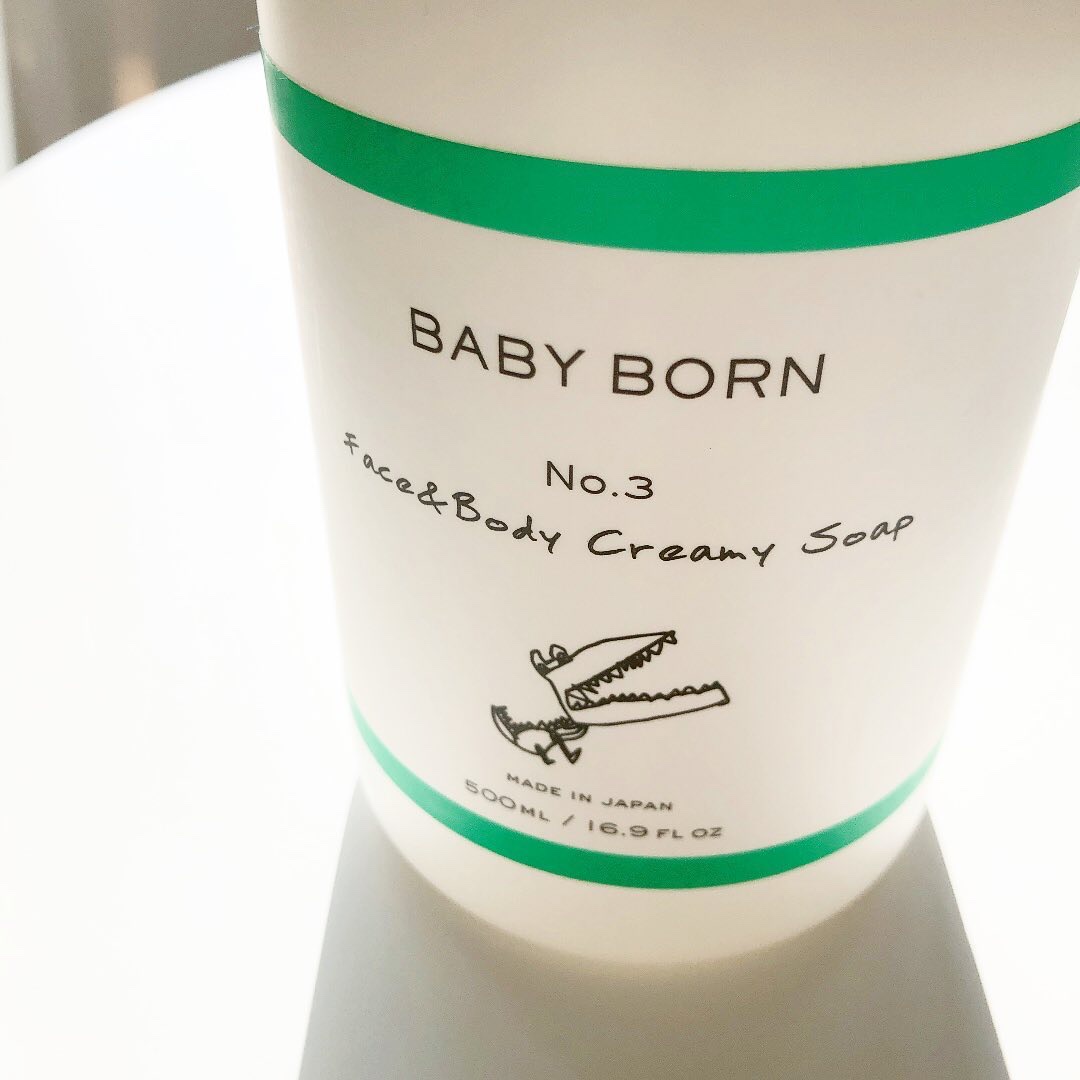 BABY BORN
No.3
Face&Body Creamy Soap
MADE IN JAPAN
500ML / 16.9 FL OZ